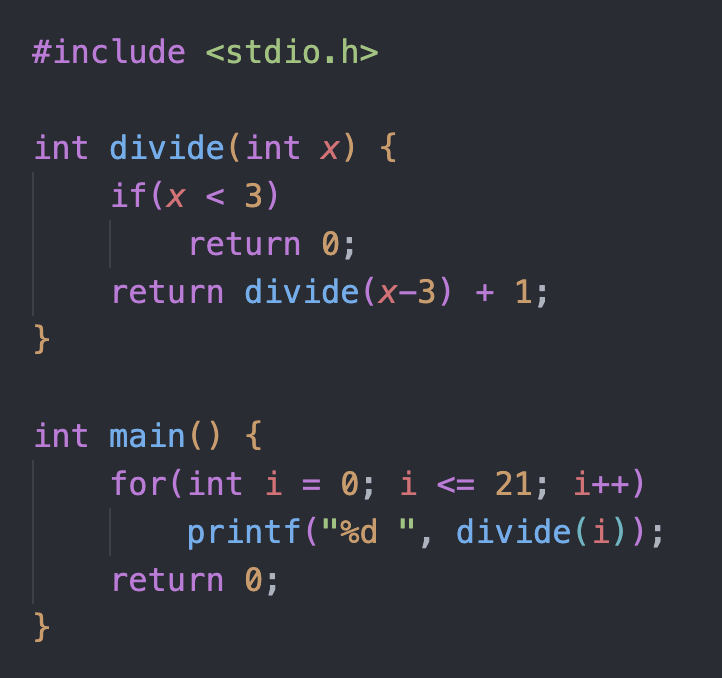 #include <stdio.h>
int divide(int x) {
if(x < 3)
return 0;
return divide(x-3) + 1;
}
int main() {
for(int i = 0; i <= 21; i++)
printf("%d ", divide(i));
return 0;
}